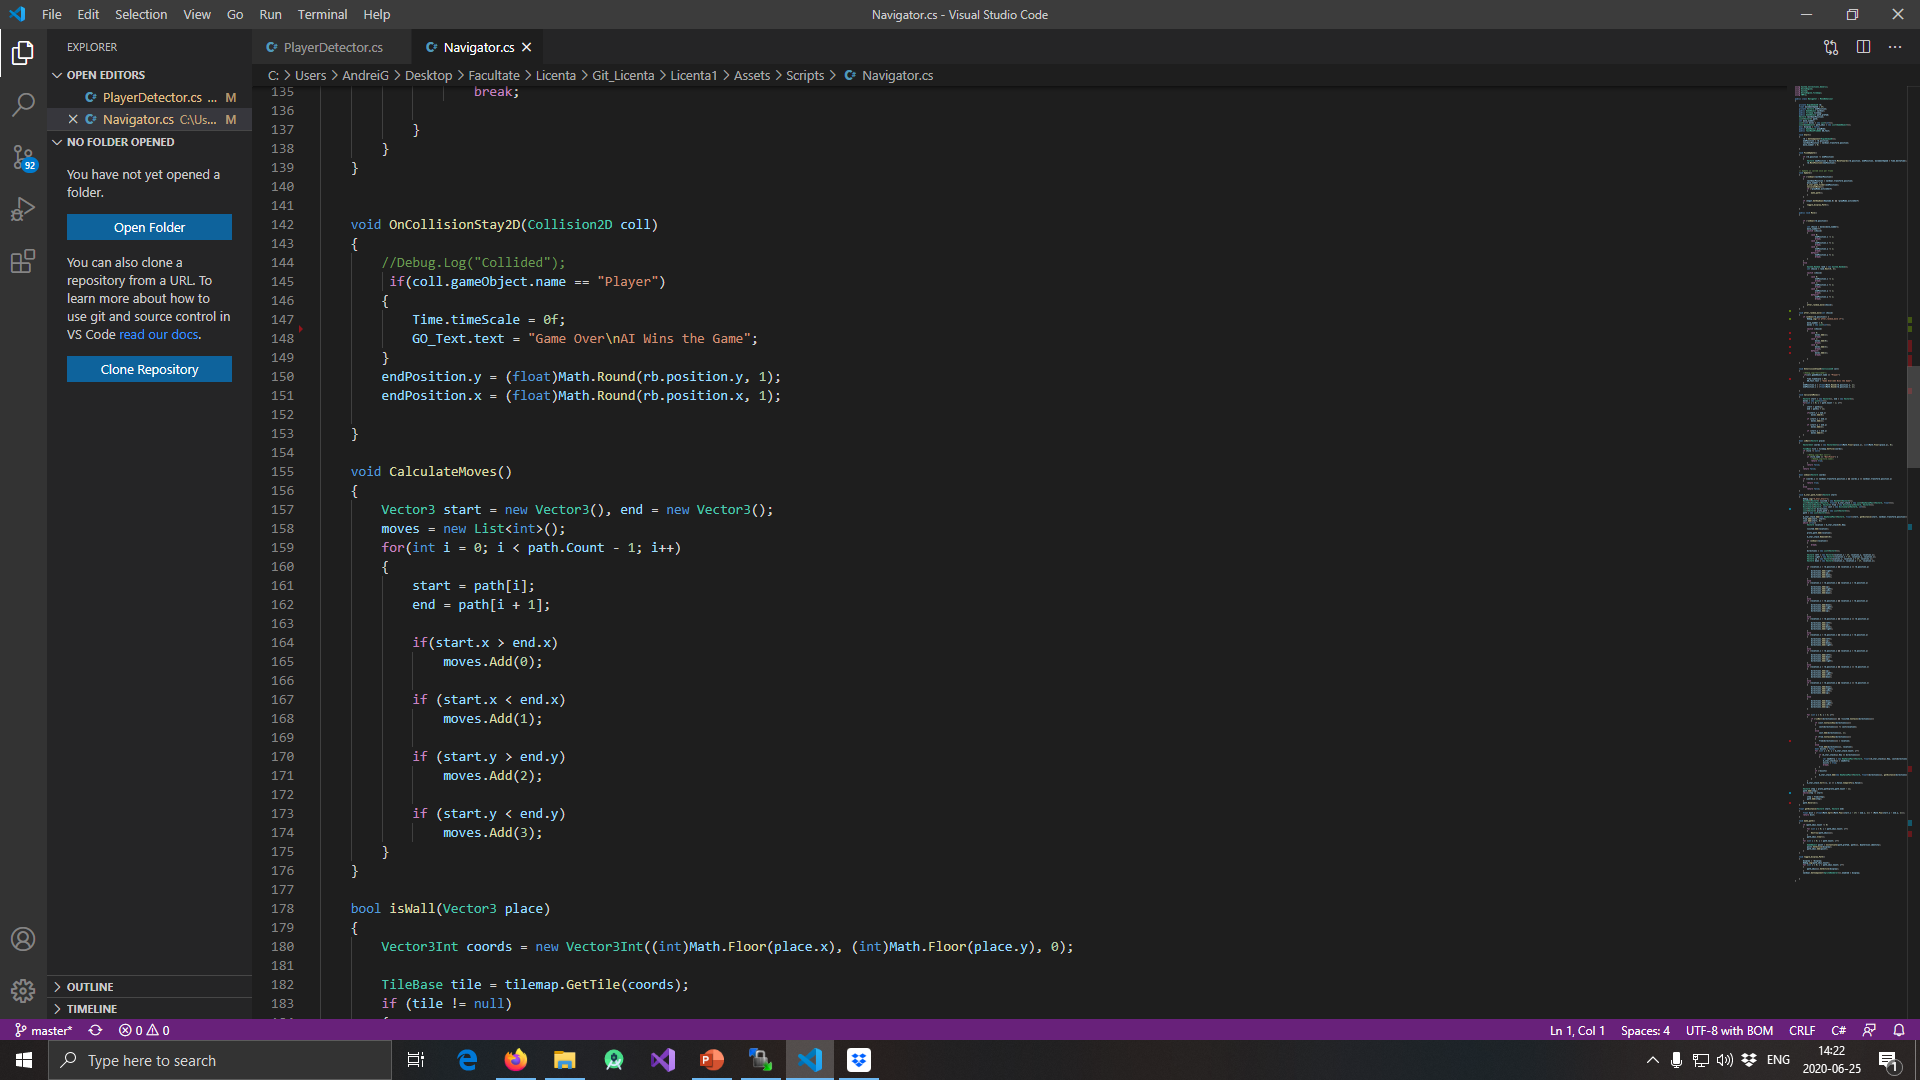 File Edit Selection View Go Run Terminal Help
Navigator.cs - Visual Studio Code
EXPLORER
OPEN EDITORS
PlayerDetector.cs ... M
Navigator.cs C:\Us... M
NO FOLDER OPENED
You have not yet opened a
folder.
Open Folder
You can also clone a
repository from a URL. To
learn more about how to
use git and source control in
VS Code read our docs.
Clone Repository
OUTLINE
TIMELINE
92
PlayerDetector.cs
Navigator.cs
C: > Users > AndreiG > Desktop > Facultate > Licenta > Git_Licenta > Licenta1 > Assets > Scripts > Navigator.cs
135 break;
136
137 }
138 }
139 }
140
141
142 void OnCollisionStay2D(Collision2D coll)
143 {
144 //Debug.Log("Collided");
145 if(coll.gameObject.name == "Player")
146 {
147 Time.timeScale = 0f;
148 GO_Text.text = "Game Over\nAI Wins the Game";
149 }
150 endPosition.y = (float)Math.Round(rb.position.y, 1);
151 endPosition.x = (float)Math.Round(rb.position.x, 1);
152
153 }
154
155 void CalculateMoves()
156 {
157 Vector3 start = new Vector3(), end = new Vector3();
158 moves = new List<int>();
159 for(int i = 0; i < path.Count - 1; i++)
160 {
161 start = path[i];
162 end = path[i + 1];
163
164 if(start.x > end.x)
165 moves.Add(0);
166
167 if (start.x < end.x)
168 moves.Add(1);
169
170 if (start.y > end.y)
171 moves.Add(2);
172
173 if (start.y < end.y)
174 moves.Add(3);
175 }
176 }
177
178 bool isWall(Vector3 place)
179 {
180 Vector3Int coords = new Vector3Int((int)Math.Floor(place.x), (int)Math.Floor(place.y), 0);
181
182 TileBase tile = tilemap.GetTile(coords);
183 if (tile != null)
master* 0 0
Ln 1, Col 1 Spaces: 4 UTF-8 with BOM CRLF C#
Type here to search
ENG
14:22
2020-06-25
1